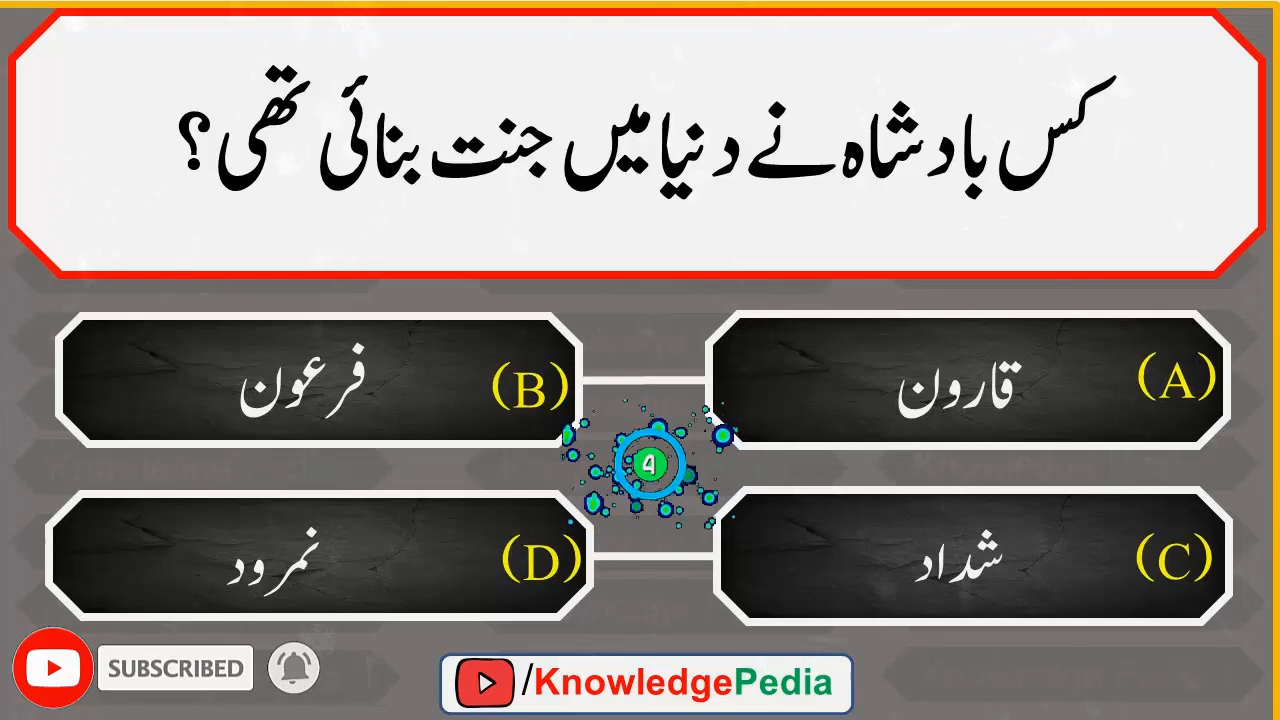 کس بادشاہ نے دنیا میں جنت بنائی تھی؟
(A) قارون
(B) فرعون
(C) شداد
(D) نمرود
SUBSCRIBED
/KnowledgePedia